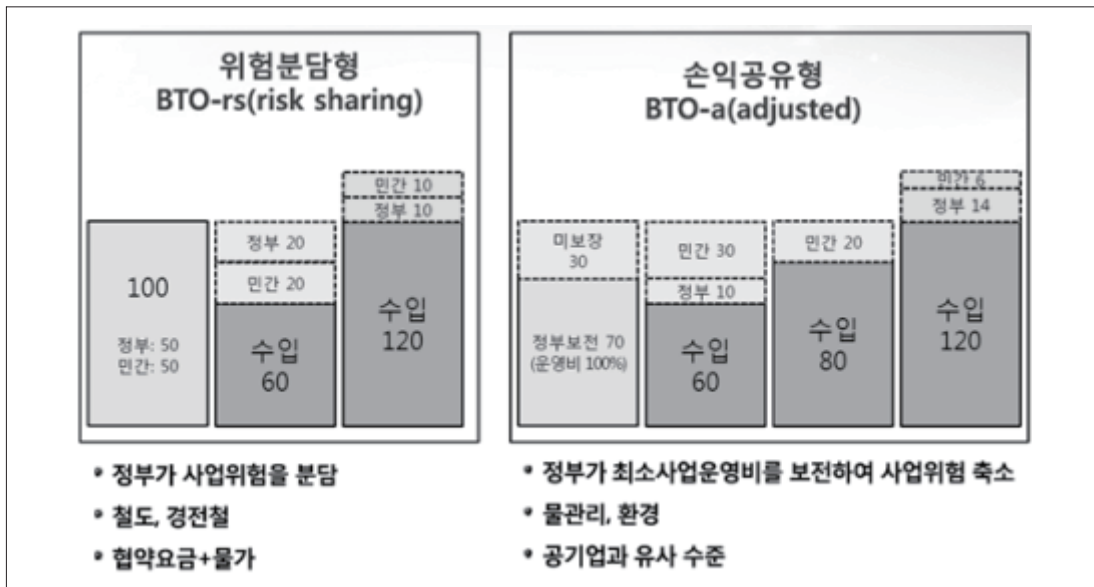 위험분담형
BTO-rs(risk sharing)
100
정부: 50
민간: 50
정부 20
민간 20
수입
60
민간 10
정부 10
수입
120
• 정부가 사업위험을 분담
• 철도, 경전철
• 협약요금+물가
손익공유형
BTO-a(adjusted)
미보장
30
정부보전 70
(운영비 100%)
민간 30
정부 10
수입
60
민간 20
수입
80
민간 6
정부 14
수입
120
• 정부가 최소사업운영비를 보전하여 사업위험 축소
• 물관리, 환경
• 공기업과 유사 수준